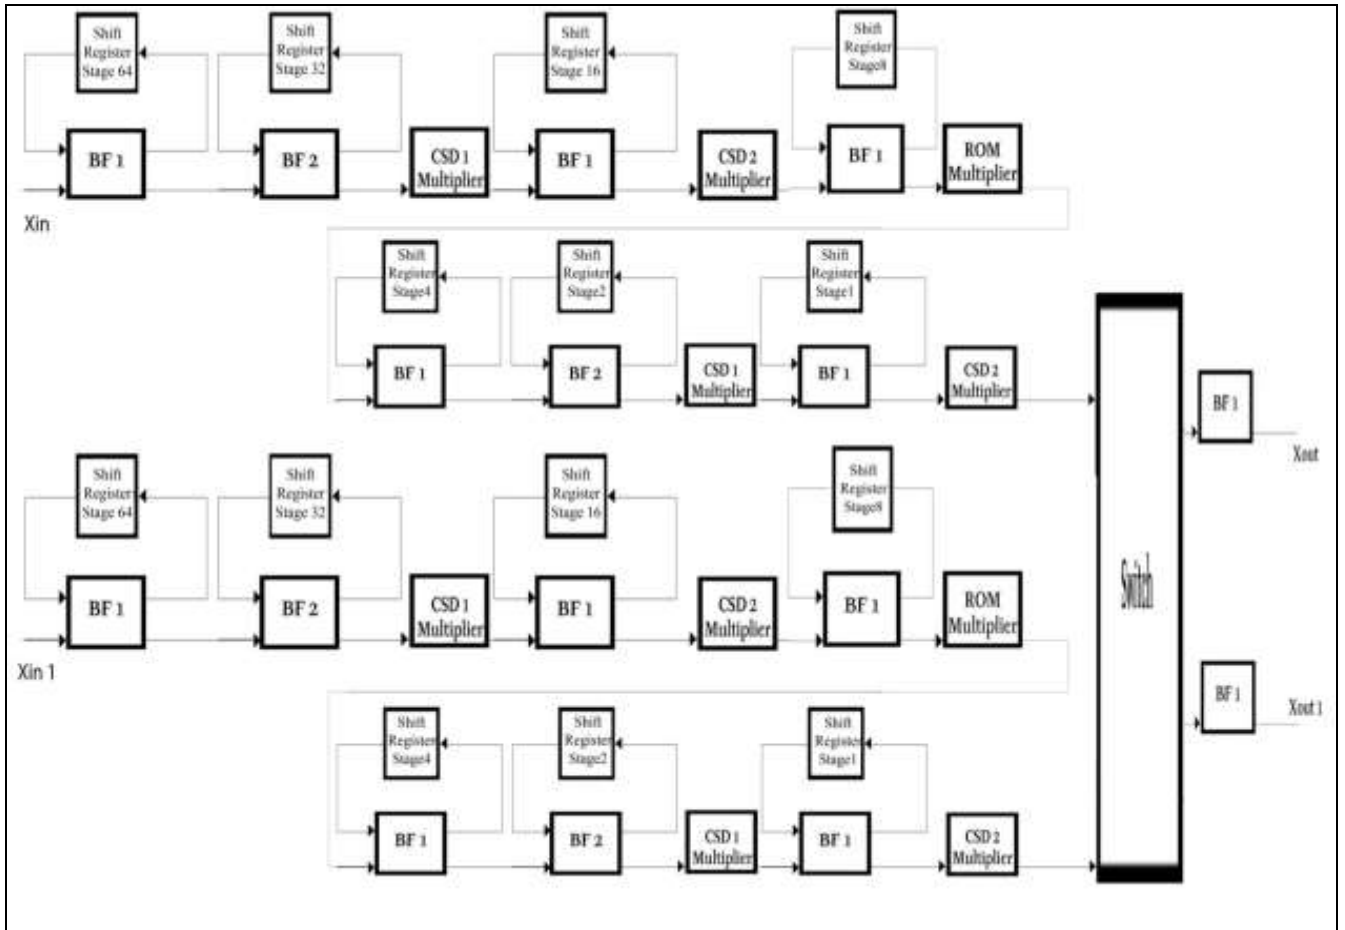 Shift
Register
Stage 64
Shift
Register
Stage 32
Shift
Register
Stage 16
Shift
Register
Stage8
BF 1
BF 2
CSD 1
Multiplier
BF 1
CSD 2
Multiplier
BF 1
ROM
Multiplier
Xin
Shift
Register
Stage4
Shift
Register
Stage2
Shift
Register
Stage1
BF 1
BF 2
CSD 1
Multiplier
BF 1
CSD 2
Multiplier
BF 1
Xout
Shift
Register
Stage 64
Shift
Register
Stage 32
Shift
Register
Stage 16
Shift
Register
Stage8
Switch
BF 1
BF 2
CSD 1
Multiplier
BF 1
CSD 2
Multiplier
BF 1
ROM
Multiplier
Xin 1
BF 1
Xout 1
Shift
Register
Stage4
Shift
Register
Stage2
Shift
Register
Stage1
BF 1
BF 2
CSD 1
Multiplier
BF 1
CSD 2
Multiplier